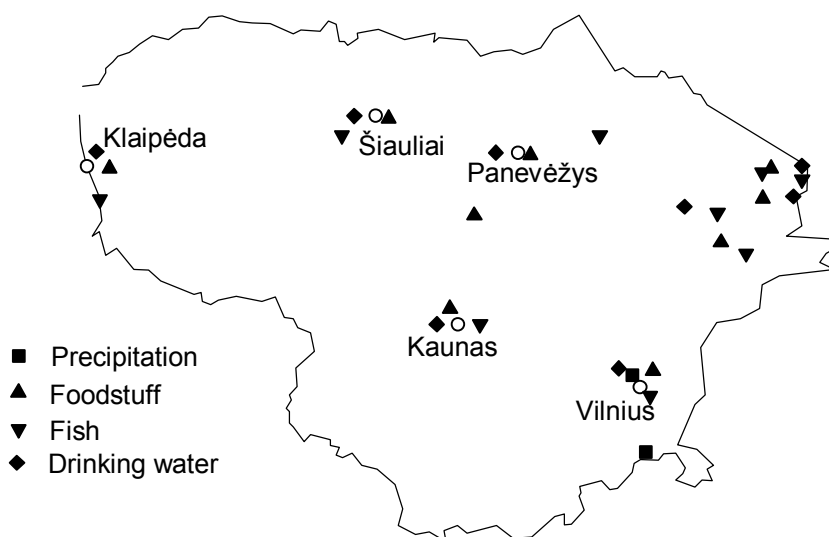 Klaipėda
Šiauliai
Panevėžys
Kaunas
Vilnius
Precipitation
Foodstuff
Fish
Drinking water